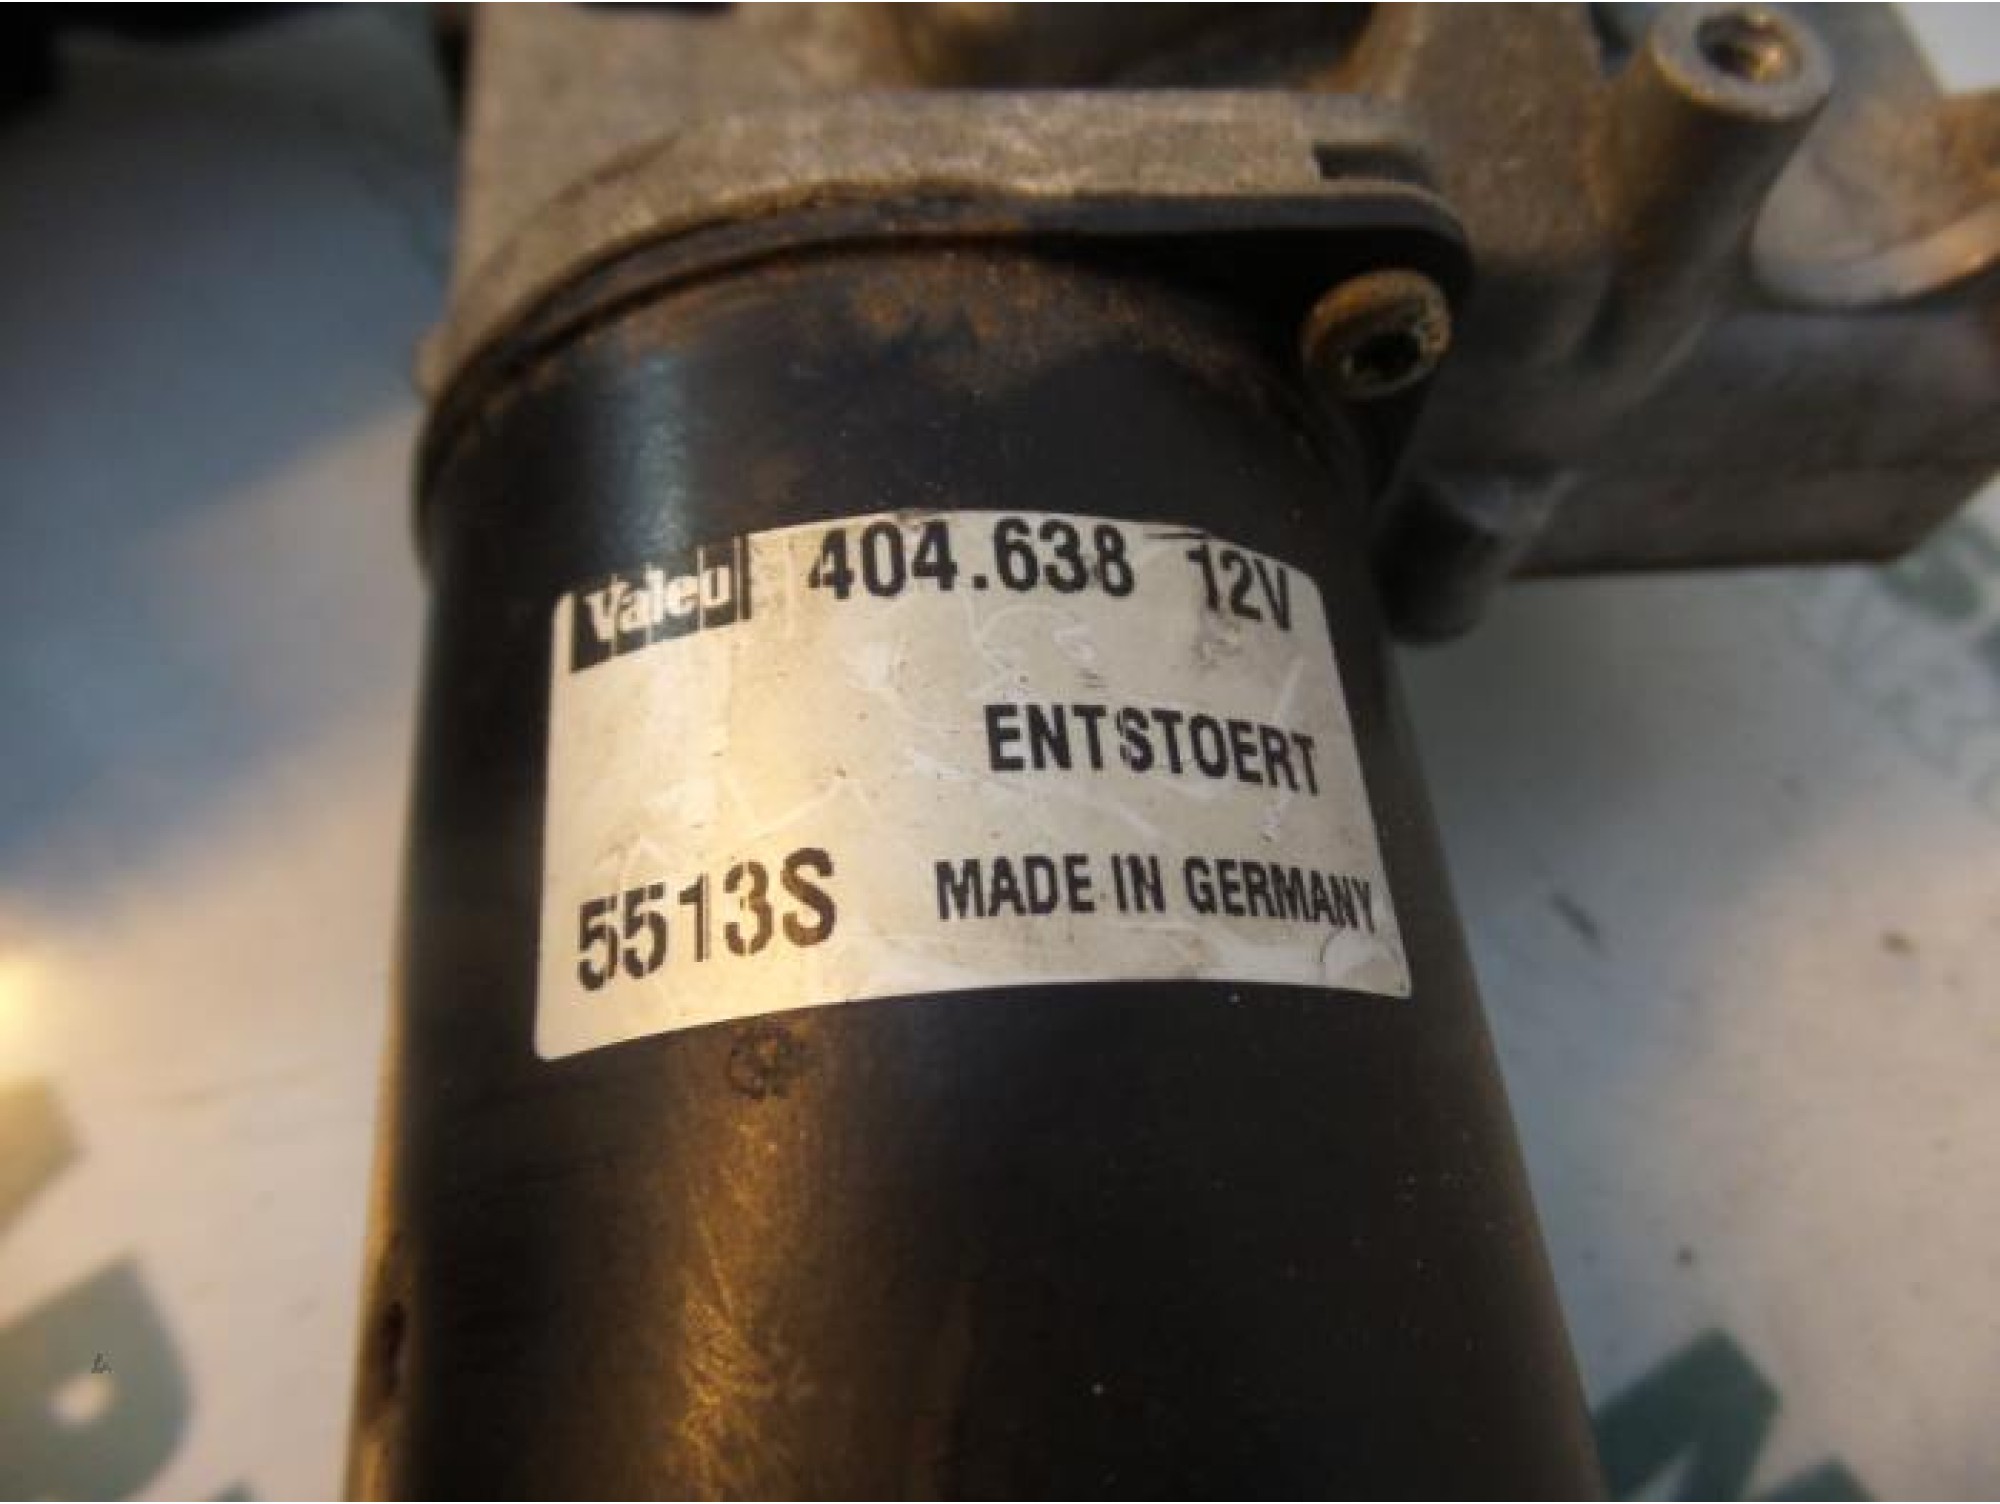 Valeo 404.638 12V
ENTSTOERT
5513S MADE IN GERMANY